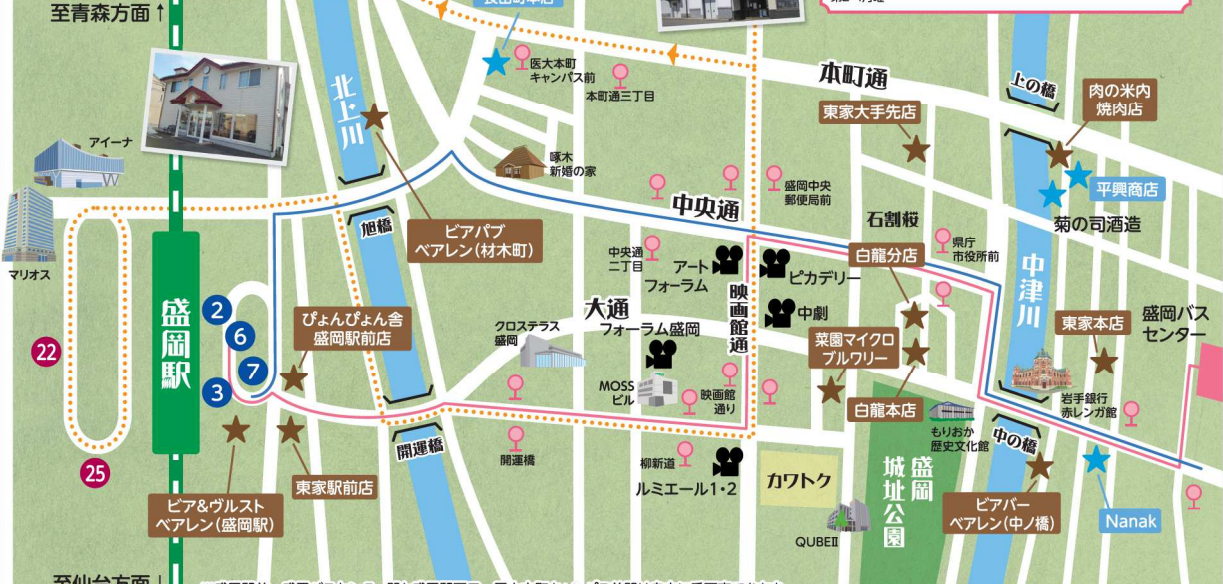 至青森方面↑
医大本町
キャンパス前
本町通三丁目
本町通
上の橋
肉の米内
焼肉店
東家大手先店
北上川
アイーナ
啄木
新婚の家
盛岡中央
郵便局前
平興商店
菊の司酒造
中央通
石割桜
旭橋
ビアパブ
ベアレン(材木町)
マリオス
中央通
二丁目
アート
フォーラム
ピカデリー
白龍分店
県庁
市役所前
中津川
盛岡駅
2
6
7
3
22
25
ぴょんぴょん舎
盛岡駅前店
クロステラス
盛岡
大通
フォーラム盛岡
映画館通
中劇
菜園マイクロ
ブルワリー
東家本店
盛岡バス
センター
MOSS
ビル
映画館
通り
白龍本店
岩手銀行
赤レンガ館
もりおか
歴史文化館
中の橋
開運橋
開運橋
柳新道
ルミエール1・2
カワトク
盛岡
城址公園
ビア&ヴルスト
ベアレン(盛岡駅)
東家駅前店
QUBEⅡ
ビアバー
ベアレン(中ノ橋)
Nanak
至仙台方面↓